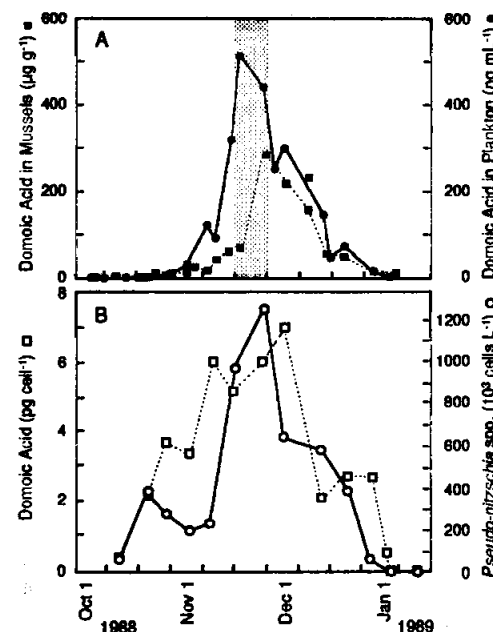 A
Domoic Acid in Mussels (µg g⁻¹) ■
600
400
200
0
600
400
200
0
Domoic Acid in Plankton (pg ml⁻¹) ●
B
Domoic Acid (pg cell⁻¹) □
8
6
4
2
0
1200
1000
800
600
400
200
0
Pseudo-nitzschia spp. (10³ cells L⁻¹) o
Oct 1
Nov 1
Dec 1
Jan 1
1988
1989